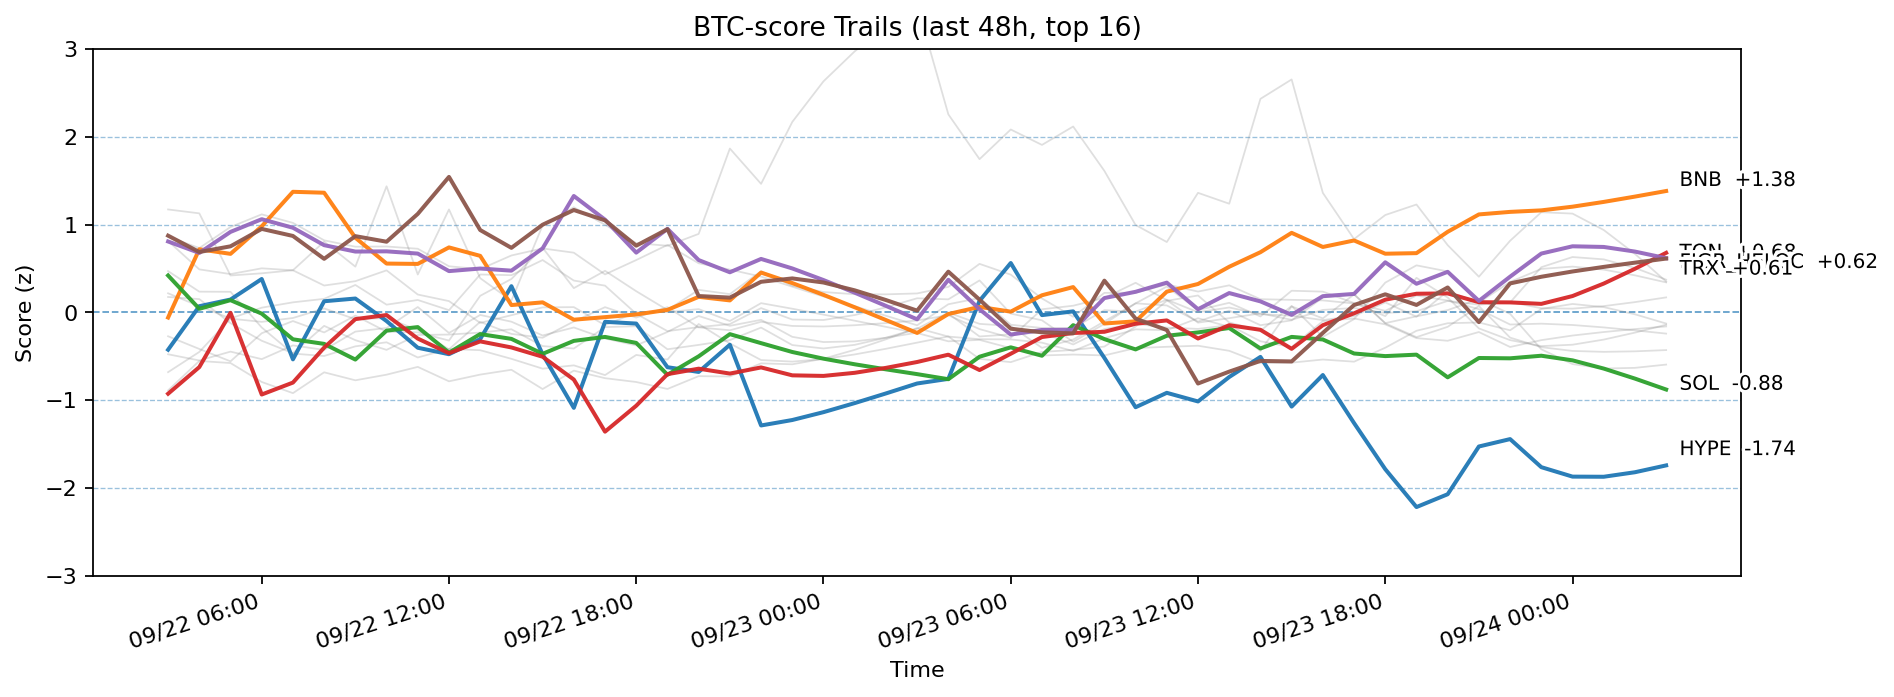 BTC-score Trails (last 48h, top 16)
Score (z)
3
2
1
0
−1
−2
−3
BNB +1.38
TON +0.68
+0.62
TRX +0.61
SOL -0.88
HYPE -1.74
09/22 06:00
09/22 12:00
09/22 18:00
09/23 00:00
09/23 06:00
09/23 12:00
09/23 18:00
09/24 00:00
Time